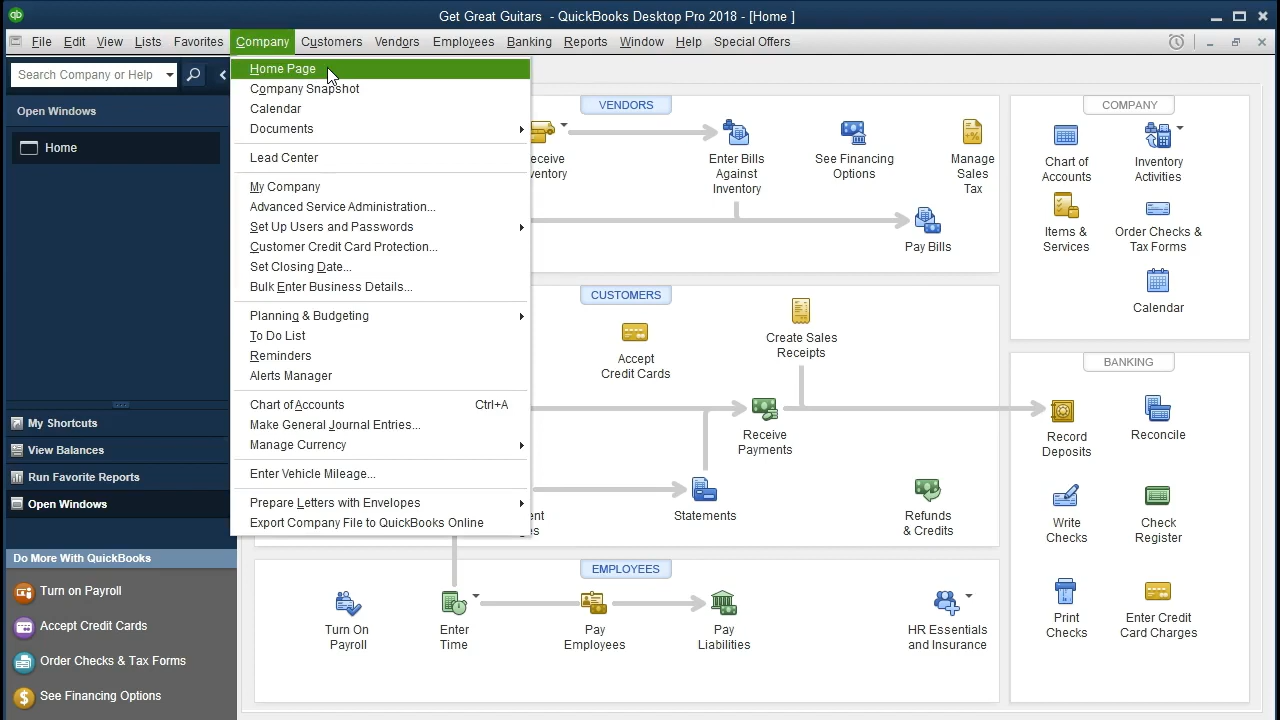 Get Great Guitars - QuickBooks Desktop Pro 2018 - [Home ]
File Edit View Lists Favorites Company Customers Vendors Employees Banking Reports Window Help Special Offers
Search Company or Help
Open Windows
Home
My Shortcuts
View Balances
Run Favorite Reports
Open Windows
Do More With QuickBooks
Turn on Payroll
Accept Credit Cards
Order Checks & Tax Forms
See Financing Options
Home Page
Company Snapshot
Calendar
Documents
Lead Center
My Company
Advanced Service Administration...
Set Up Users and Passwords
Customer Credit Card Protection...
Set Closing Date...
Bulk Enter Business Details...
Planning & Budgeting
To Do List
Reminders
Alerts Manager
Chart of Accounts Ctrl+A
Make General Journal Entries...
Manage Currency
Enter Vehicle Mileage...
Prepare Letters with Envelopes
Export Company File to QuickBooks Online
VENDORS
eceive
ventory
Enter Bills
Against
Inventory
See Financing
Options
Manage
Sales
Tax
Pay Bills
CUSTOMERS
Accept
Credit Cards
Create Sales
Receipts
Receive
Payments
nt
es
Statements
Refunds
& Credits
EMPLOYEES
Turn On
Payroll
Enter
Time
Pay
Employees
Pay
Liabilities
HR Essentials
and Insurance
COMPANY
Chart of
Accounts
Inventory
Activities
Items &
Services
Order Checks &
Tax Forms
Calendar
BANKING
Record
Deposits
Reconcile
Write
Checks
Check
Register
Print
Checks
Enter Credit
Card Charges